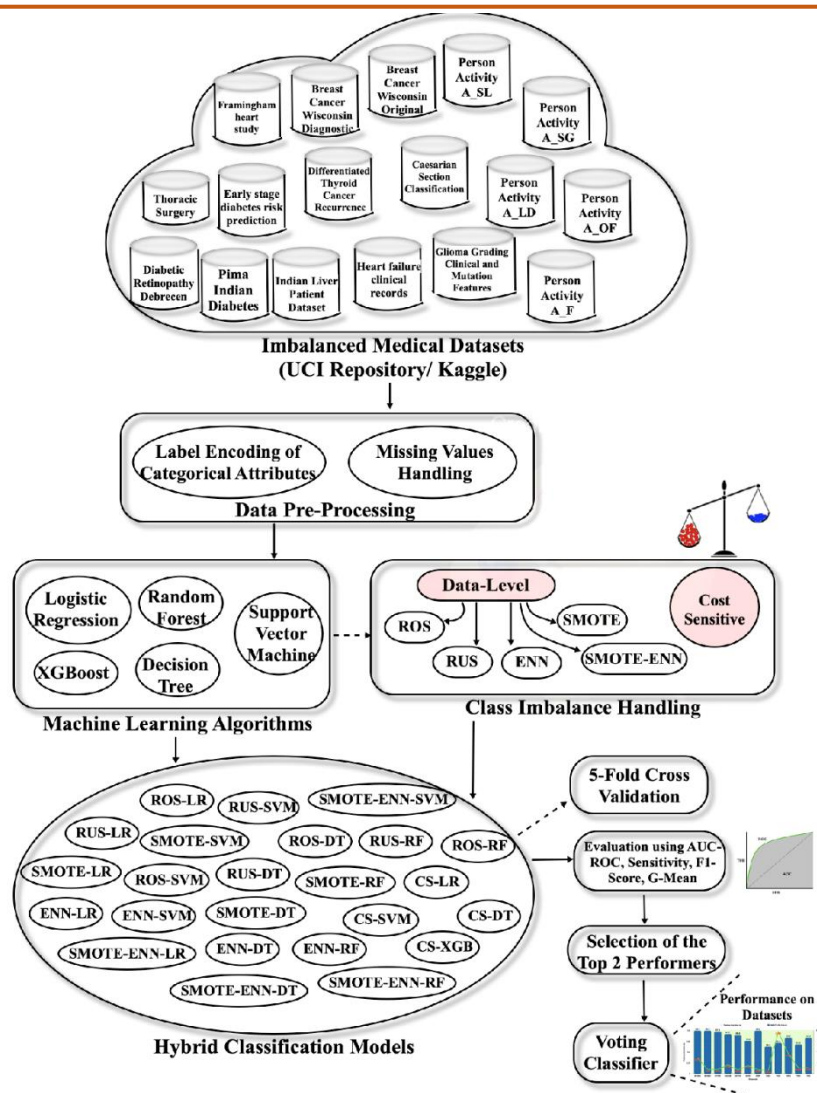 Framingham
heart
study
Breast
Cancer
Wisconsin
Diagnostic
Breast
Cancer
Wisconsin
Original
Person
Activity
A_SL
Person
Activity
A_SG
Thoracic
Surgery
Early stage
diabetes risk
prediction
Differentiated
Thyroid
Cancer
Recurrence
Caesarian
Section
Classification
Person
Activity
A_LD
Person
Activity
A_OF
Diabetic
Retinopathy
Debrecen
Pima
Indian
Diabetes
Indian Liver
Patient
Dataset
Heart failure
clinical
records
Glioma Grading
Clinical and
Mutation
Features
Person
Activity
A_F
Imbalanced Medical Datasets
(UCI Repository/ Kaggle)
Label Encoding of
Categorical Attributes
Missing Values
Handling
Data Pre-Processing
Logistic
Regression
Random
Forest
Support
Vector
Machine
XGBoost
Decision
Tree
Machine Learning Algorithms
Data-Level
ROS
RUS
ENN
SMOTE
SMOTE-ENN
Cost
Sensitive
Class Imbalance Handling
ROS-LR
RUS-SVM
SMOTE-ENN-SVM
RUS-LR
SMOTE-SVM
ROS-DT
RUS-RF
ROS-RF
SMOTE-LR
ROS-SVM
RUS-DT
SMOTE-RF
CS-LR
ENN-LR
ENN-SVM
SMOTE-DT
CS-SVM
CS-DT
SMOTE-ENN-LR
ENN-DT
ENN-RF
CS-XGB
SMOTE-ENN-DT
SMOTE-ENN-RF
Hybrid Classification Models
5-Fold Cross
Validation
Evaluation using AUC-
ROC, Sensitivity, F1-
Score, G-Mean
Selection of the
Top 2 Performers
Voting
Classifier
Performance on
Datasets